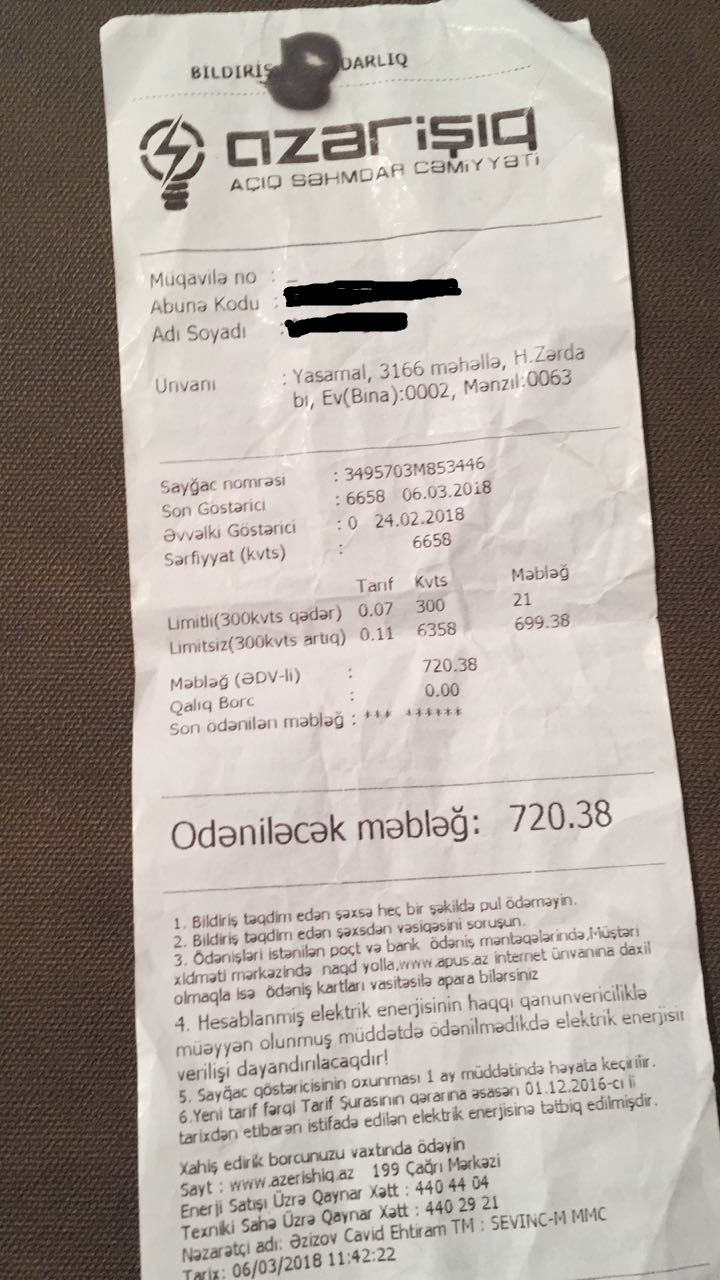 BİLDİRİŞ DARLIQ
azərişıq
AÇIQ SƏHMDAR CƏMİYYƏTİ
Muqavilə no :
Abunə Kodu :
Adı Soyadı :
Unvanı : Yasamal, 3166 məhəllə, H.Zərda
bi, Ev(Bina):0002, Mənzil:0063
Sayğac nomrəsi : 3495703M853446
Son Göstərici : 6658 06.03.2018
Əvvəlki Göstərici : 0 24.02.2018
Sərfiyyat (kvts) : 6658
Tarif Kvts Məbləğ
Limitli(300kvts qədər) 0.07 300 21
Limitsiz(300kvts artıq) 0.11 6358 699.38
Məbləğ (ƏDV-li) : 720.38
Qalıq Borc : 0.00
Son ödənilən məbləğ : *** ******
Odəniləcək məbləğ: 720.38
1. Bildiriş təqdim edən şəxsə heç bir şəkildə pul ödəməyin.
2. Bildiriş təqdim edən şəxsdən vəsiqəsini soruşun.
3. Ödənişləri istənilən poçt və bank ödəniş məntəqələrində,Müştəri
xidməti mərkəzində nağd yolla,www.apus.az internet ünvanına daxil
olmaqla isə ödəniş kartları vasitəsilə apara bilərsiniz
4. Hesablanmiş elektrik enerjisinin haqqı qanunvericiliklə
müəyyən olunmuş müddətdə ödənilmədikdə elektrik enerjisir
verilişi dayandırılacaqdır!
5. Sayğac göstəricisinin oxunması 1 ay müddətində həyata keçirilir.
6.Yeni tarif fərqi Tarif Şurasının qərarına əsasən 01.12.2016-cı il
tarixdən etibarən istifadə edilən elektrik enerjisinə tətbiq edilmişdir.
Xahiş edirik borcunuzu vaxtında ödəyin
Sayt : www.azerishiq.az 199 Çağrı Mərkəzi
Enerji Satışı Üzrə Qaynar Xətt : 440 44 04
Texniki Sahə Üzrə Qaynar Xətt : 440 29 21
Nəzarətçi adı: Əzizov Cavid Ehtiram TM : SEVINC-M MMC
Tarix: 06/03/2018 11:42:22